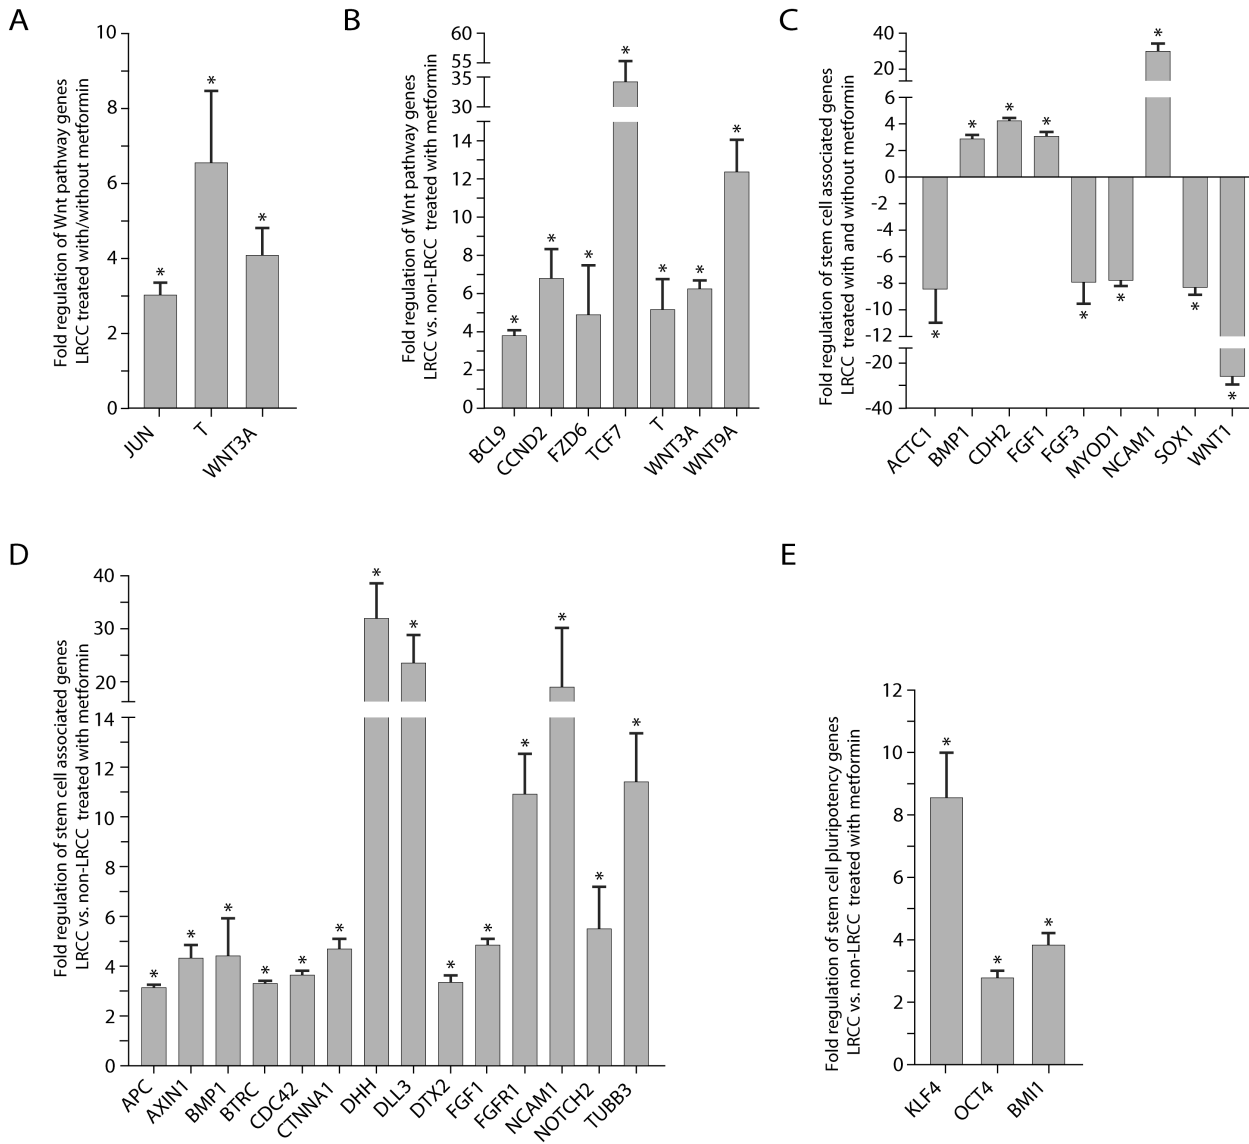 A
Fold regulation of Wnt pathway genes
LRCC treated with/without metformin
10
8
6
4
2
0
*
*
*
JUN
T
WNT3A
B
Fold regulation of Wnt pathway genes
LRCC vs. non-LRCC treated with metformin
60
55
35
30
14
12
10
8
6
4
2
0
*
*
*
*
*
*
*
BCL9
CCND2
FZD6
TCF7
T
WNT3A
WNT9A
C
Fold regulation of stem cell associated genes
LRCC treated with and without metformin
40
20
6
4
2
0
-2
-4
-6
-8
-10
-12
-20
-40
*
*
*
*
*
*
*
*
*
ACTC1
BMP1
CDH2
FGF1
FGF3
MYOD1
NCAM1
SOX1
WNT1
D
Fold regulation of stem cell associated genes
LRCC vs. non-LRCC treated with metformin
40
30
20
14
12
10
8
6
4
2
0
*
*
*
*
*
*
*
*
*
*
*
*
*
*
APC
AXIN1
BMP1
BTRC
CDC42
CTNNA1
DHH
DLL3
DTX2
FGF1
FGFR1
NCAM1
NOTCH2
TUBB3
E
Fold regulation of stem cell pluripotency genes
LRCC vs. non-LRCC treated with metformin
12
10
8
6
4
2
0
*
*
*
KLF4
OCT4
BMI1